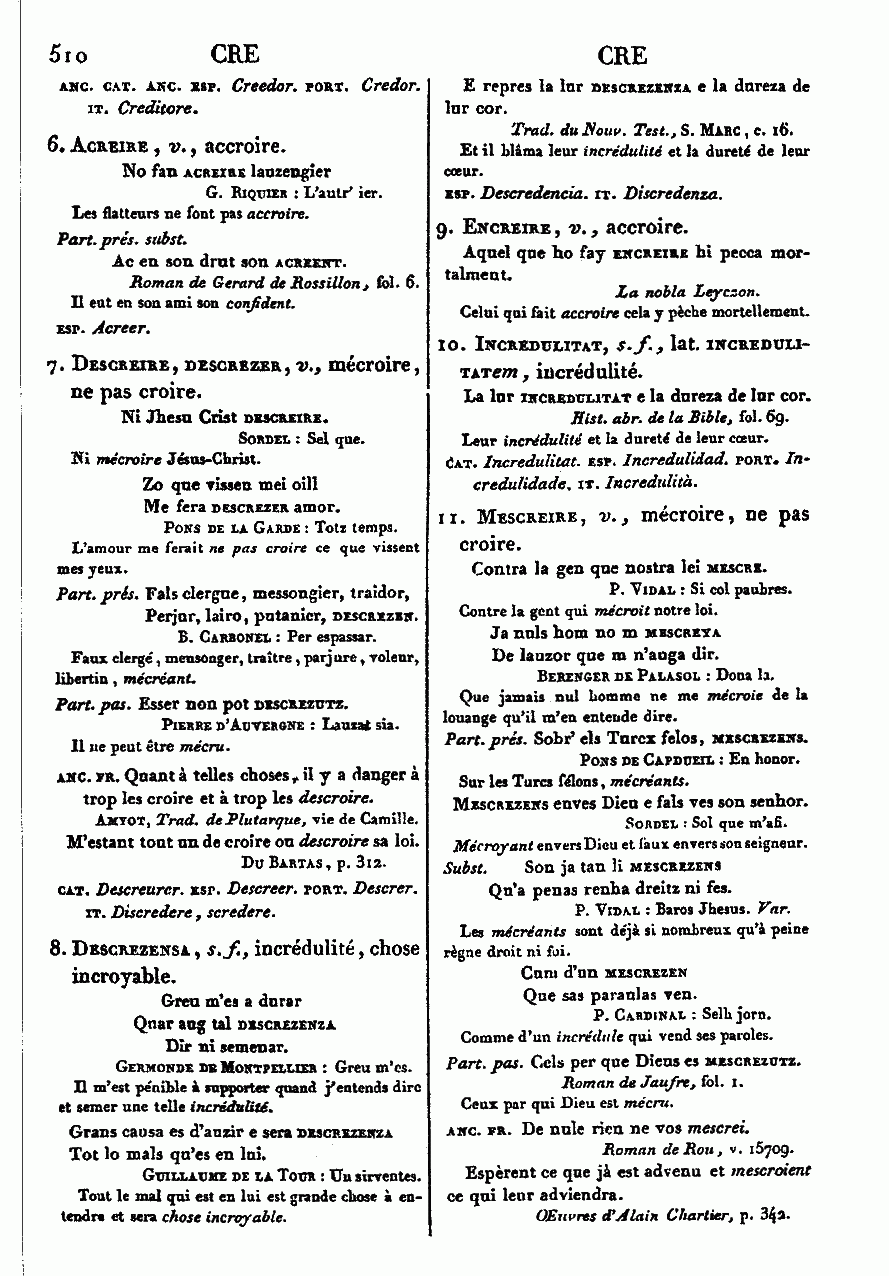 510 CRE CRE
ANC. CAT. ANC. ESP. Creedor. PORT. Credor.
IT. Creditore.
6. ACREIRE, v., accroire.
No fan ACREIRE lauzengier
G. RIQUIER : L'autr' ier.
Les flatteurs ne font pas accroire.
Part. prés. subst.
Ac en son drut son ACREENT.
Roman de Gerard de Rossillon, fol. 6.
Il eut en son ami son confident.
ESP. Acreer.
7. DESCREIRE, DESCREZER, v., mécroire,
ne pas croire.
Ni Jhesu Crist DESCREIRE.
SORDEL : Sel que.
Ni mécroire Jésus-Christ.
Zo que vissen mei oill
Me fera DESCREZER amor.
PONS DE LA GARDE : Totz temps.
L'amour me ferait ne pas croire ce que vissent
mes yeux.
Part. prés. Fals clergue, messongier, traidor,
Perjur, lairo, putanier, DESCREZEN.
B. CARBONEL : Per espassar.
Faux clergé, mensonger, traître, parjure, voleur,
libertin, mécréant.
Part. pas. Esser non pot DESCREZUTZ.
PIERRE D'AUVERGNE : Lauzat sia.
Il ne peut être mécru.
ANC. FR. Quant à telles choses, il y a danger à
trop les croire et à trop les descroire.
AMYOT, Trad. de Plutarque, vie de Camille.
M'estant tout un de croire ou descroire sa loi.
DU BARTAS, p. 312.
CAT. Descreurer. ESP. Descreer. PORT. Descrer.
IT. Discredere, scredere.
8. DESCREZENSA, s. f., incrédulité, chose
incroyable.
Greu m'es a durar
Quar aug tal DESCREZENZA
Dir ni semenar.
GERMONDE DE MONTPELLIER : Greu m'es.
Il m'est pénible à supporter quand j'entends dire
et semer une telle incrédulité.
Grans causa es d'auzir e sera DESCREZENZA
Tot lo mals qu'es en lui.
GUILLAUME DE LA TOUR : Un sirventes.
Tout le mal qui est en lui est grande chose à en-
tendre et sera chose incroyable.
E repres la lur DESCREZENZA e la dureza de
lur cor.
Trad. du Nouv. Test., S. MARC, c. 16.
Et il blâma leur incrédulité et la dureté de leur
cœur.
ESP. Descredencia. IT. Discredenza.
9. ENCREIRE, v., accroire.
Aquel que ho fay ENCREIRE hi pecca mor-
talment.
La nobla Leyczon.
Celui qui fait accroire cela y pèche mortellement.
10. INCREDULITAT, s. f., lat. INCREDULI-
TATem, incrédulité.
La lur INCREDULITAT e la dureza de lur cor.
Hist. abr. de la Bible, fol. 69.
Leur incrédulité et la dureté de leur cœur.
CAT. Incredulitat. ESP. Incredulidad. PORT. In-
credulidade. IT. Incredulità.
11. MESCREIRE, v., mécroire, ne pas
croire.
Contra la gen que nostra lei MESCRE.
P. VIDAL : Si col paubres.
Contre la gent qui mécroit notre loi.
Ja nuls hom no m MESCREYA
De lauzor que m n'auga dir.
BERENGER DE PALASOL : Dona la.
Que jamais nul homme ne me mécroie de la
louange qu'il m'en entende dire.
Part. prés. Sobr' els Turcx felos, MESCREZENS.
PONS DE CAPDUEIL : En honor.
Sur les Turcs félons, mécréants.
MESCREZENS enves Dieu e fals ves son senhor.
SORDEL : Sol que m'afi.
Mécroyant envers Dieu et faux envers son seigneur.
Subst. Son ja tan li MESCREZENS
Qu'a penas renha dreitz ni fes.
P. VIDAL : Baros Jhesus. Var.
Les mécréants sont déjà si nombreux qu'à peine
règne droit ni foi.
Cum d'un MESCREZEN
Que sas paraulas ven.
P. CARDINAL : Selh jorn.
Comme d'un incrédule qui vend ses paroles.
Part. pas. Cels per que Dieus es MESCREZUTZ.
Roman de Jaufre, fol. 1.
Ceux par qui Dieu est mécru.
ANC. FR. De nule rien ne vos mescrei.
Roman de Rou, v. 15709.
Espèrent ce que jà est advenu et mescroient
ce qui leur adviendra.
Œuvres d'Alain Chartier, p. 342.